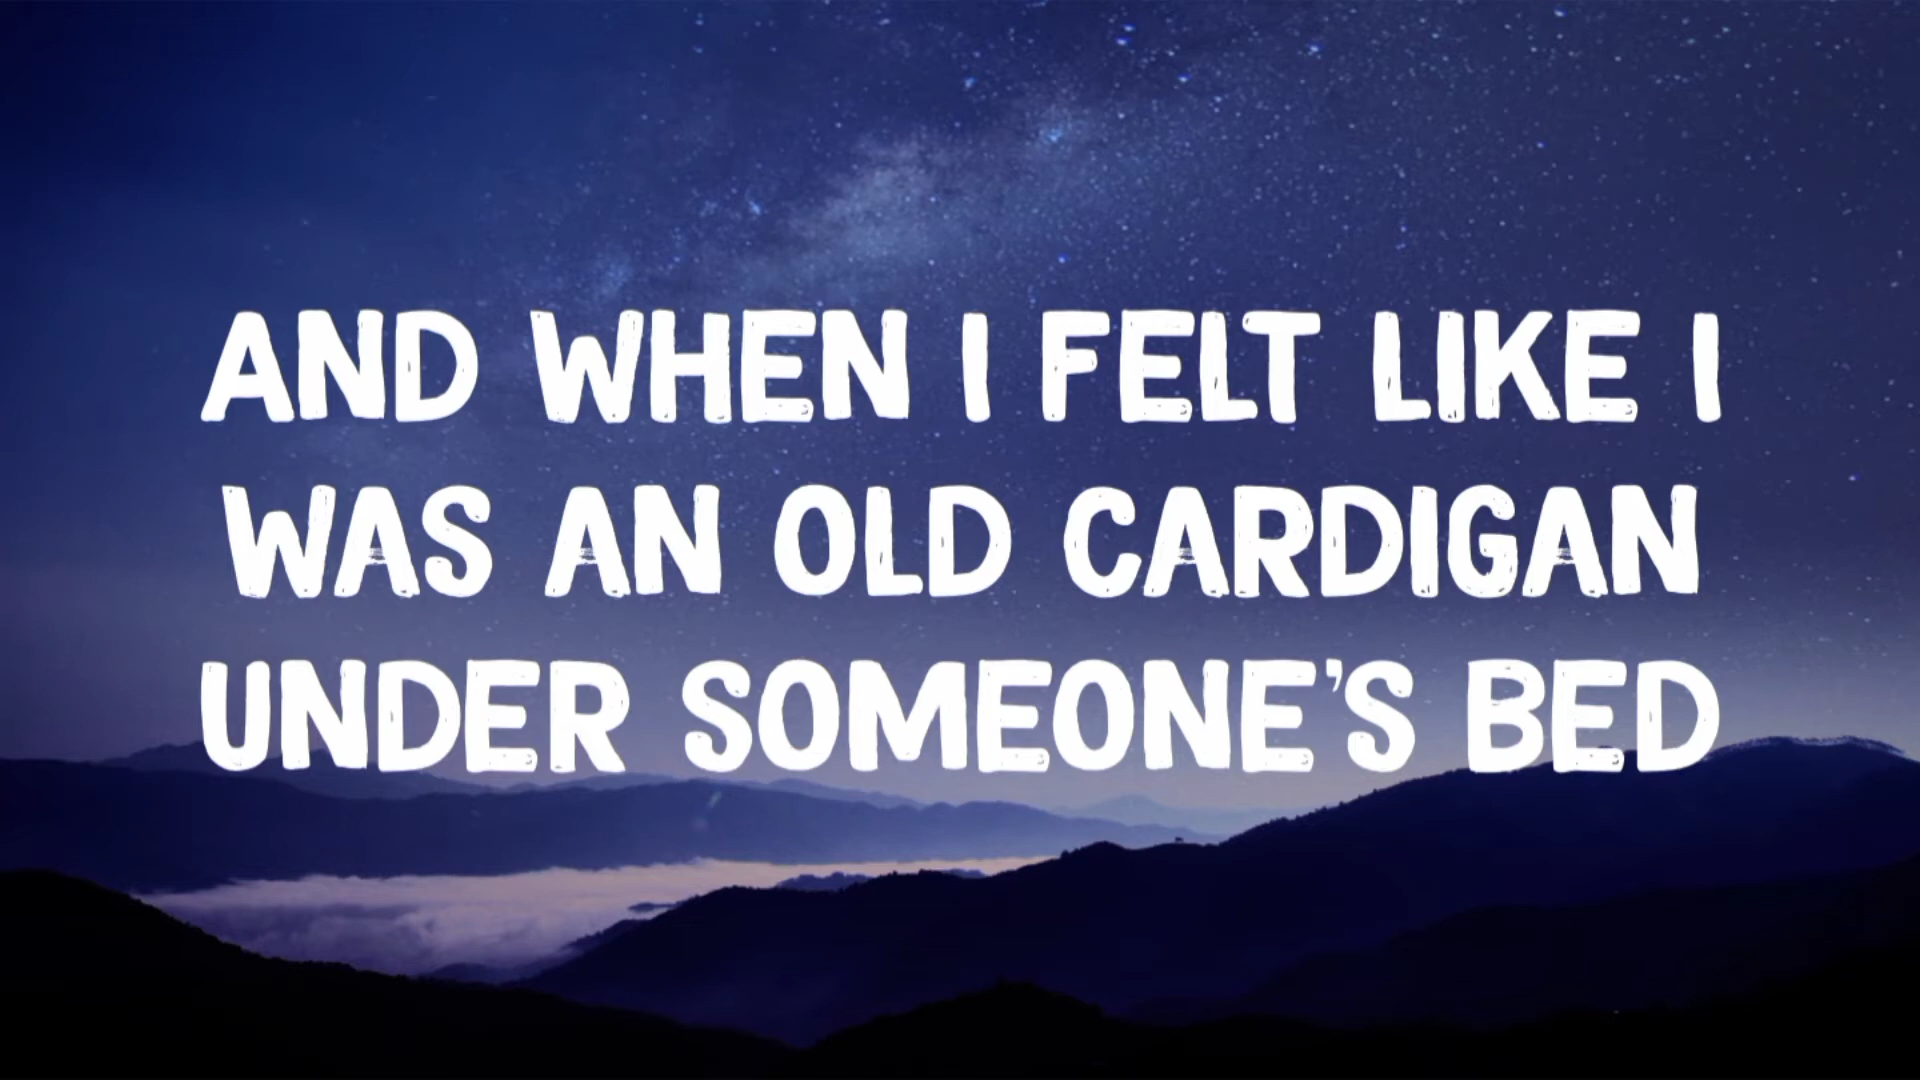 AND WHEN I FELT LIKE I
WAS AN OLD CARDIGAN
UNDER SOMEONE'S BED